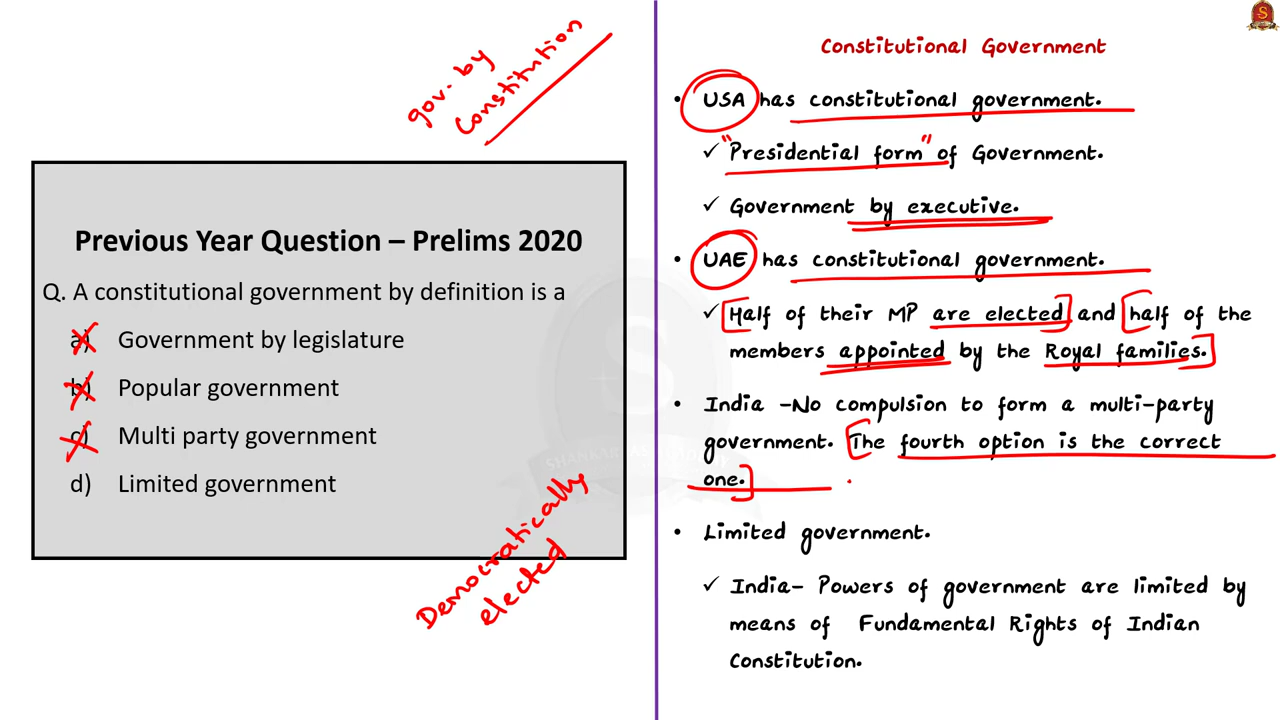 gov. by
Constitution
Previous Year Question – Prelims 2020
Q. A constitutional government by definition is a
a) Government by legislature
b) Popular government
c) Multi party government
d) Limited government
Democratically
elected
Constitutional Government
• USA has constitutional government.
✓ "Presidential form" of Government.
✓ Government by executive.
• UAE has constitutional government.
✓ [Half of their MP are elected] and [half of the
members appointed by the Royal families.]
• India -No compulsion to form a multi-party
government. [The fourth option is the correct
one.]
• Limited government.
✓ India- Powers of government are limited by
means of Fundamental Rights of Indian
Constitution.